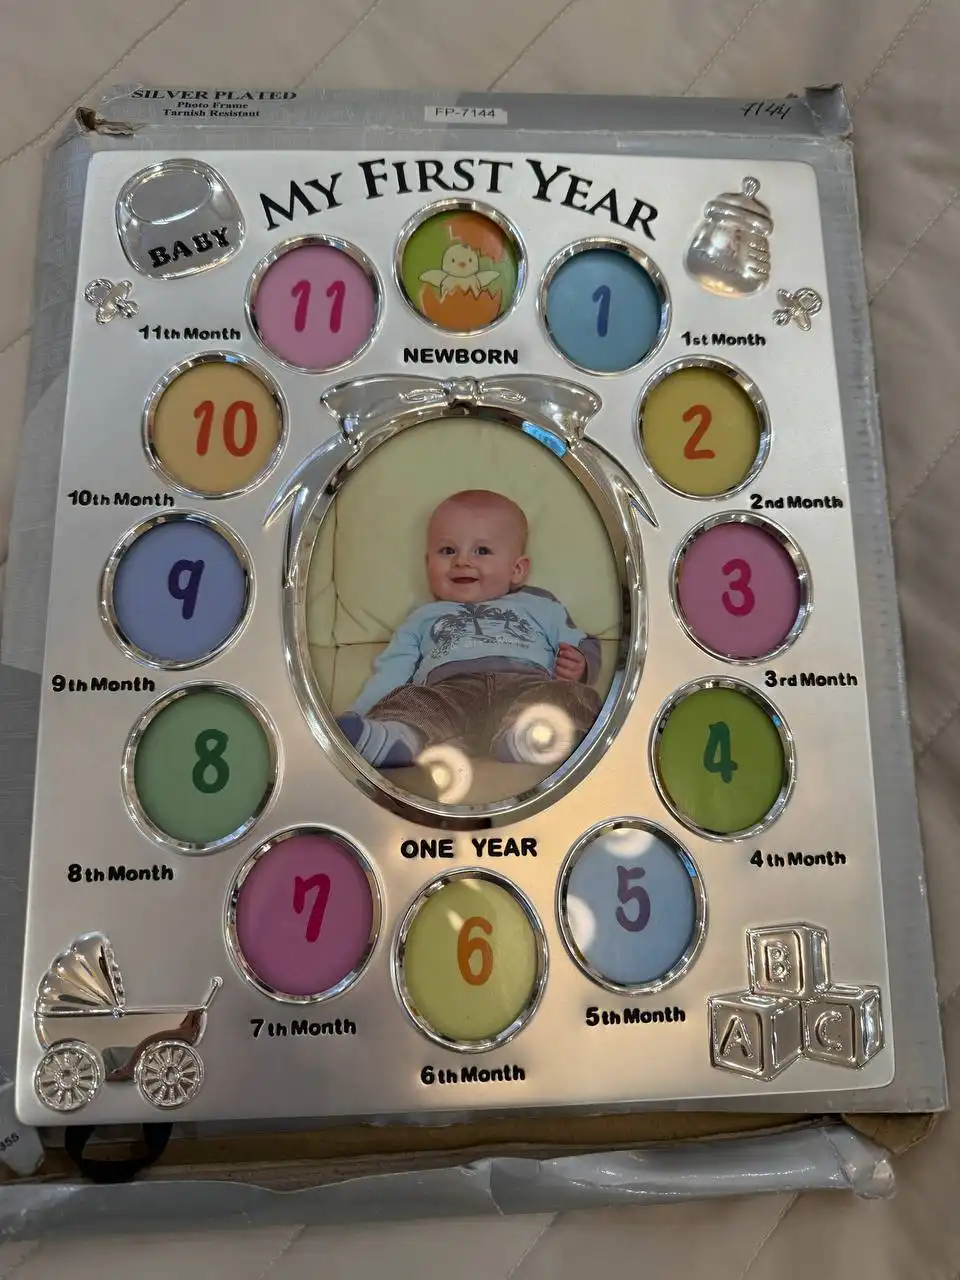 SILVER PLATED
Photo Frame
Tarnish Resistant
FP-7144
7144
MY FIRST YEAR
BABY
11
1
11th Month
NEWBORN
1st Month
10
2
10th Month
2nd Month
9
3
9th Month
3rd Month
8
4
8th Month
ONE YEAR
4th Month
7
6
5
7th Month
5th Month
6th Month
B
A C
355